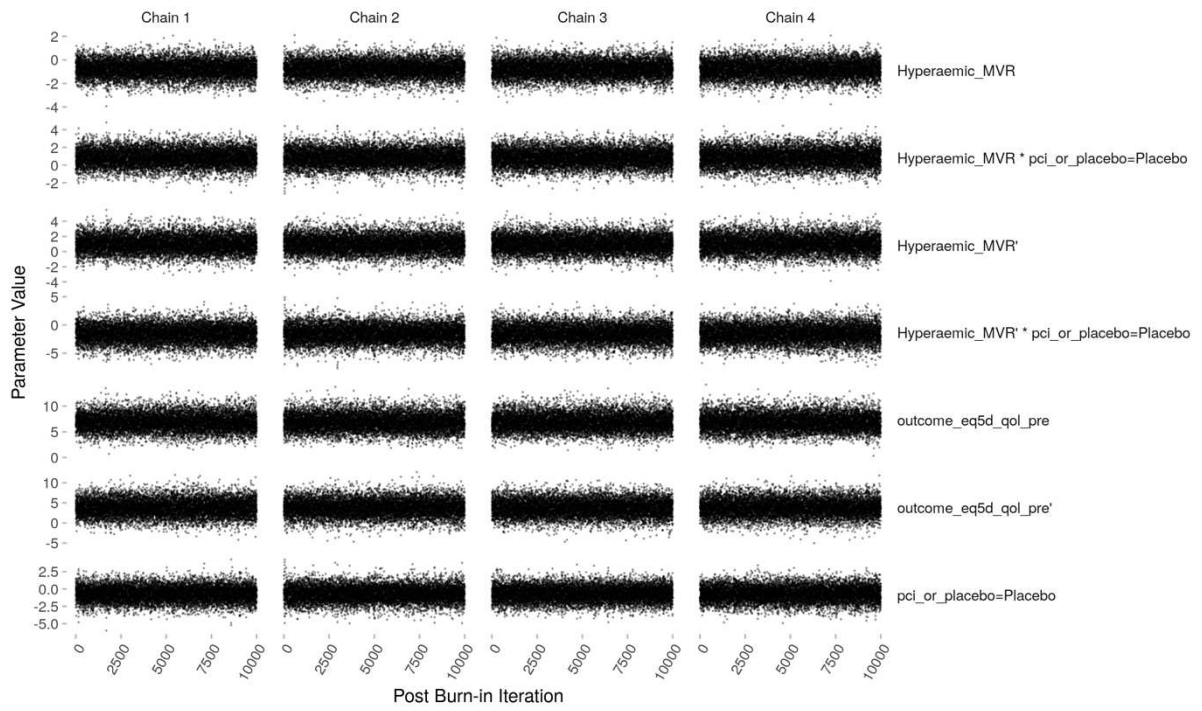 Chain 1 Chain 2 Chain 3 Chain 4
2
0
-2
-4
Hyperaemic_MVR
4
2
0
-2
Hyperaemic_MVR * pci_or_placebo=Placebo
4
2
0
-2
-4
Hyperaemic_MVR'
5
0
-5
Hyperaemic_MVR' * pci_or_placebo=Placebo
10
5
0
outcome_eq5d_qol_pre
10
5
0
-5
outcome_eq5d_qol_pre'
2.5
0.0
-2.5
-5.0
pci_or_placebo=Placebo
Parameter Value
0 2500 5000 7500 10000 0 2500 5000 7500 10000 0 2500 5000 7500 10000 0 2500 5000 7500 10000
Post Burn-in Iteration